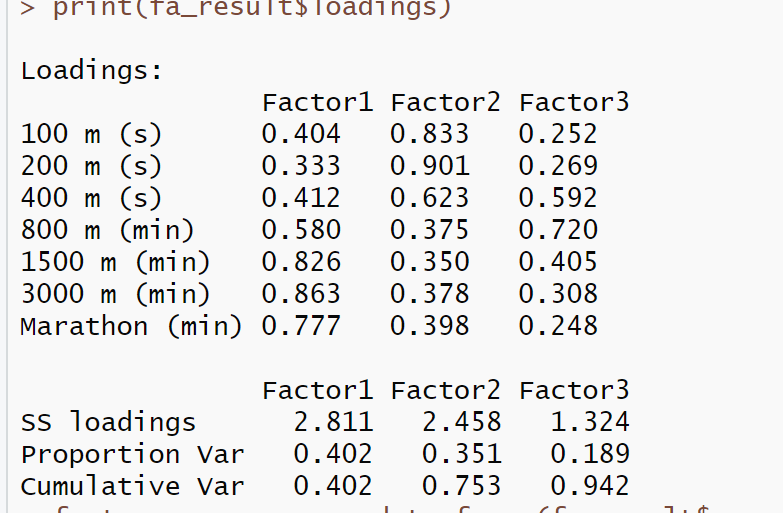 > print(fa_result$loadings)
Loadings:
Factor1 Factor2 Factor3
100 m (s) 0.404 0.833 0.252
200 m (s) 0.333 0.901 0.269
400 m (s) 0.412 0.623 0.592
800 m (min) 0.580 0.375 0.720
1500 m (min) 0.826 0.350 0.405
3000 m (min) 0.863 0.378 0.308
Marathon (min) 0.777 0.398 0.248
Factor1 Factor2 Factor3
SS loadings 2.811 2.458 1.324
Proportion Var 0.402 0.351 0.189
Cumulative Var 0.402 0.753 0.942